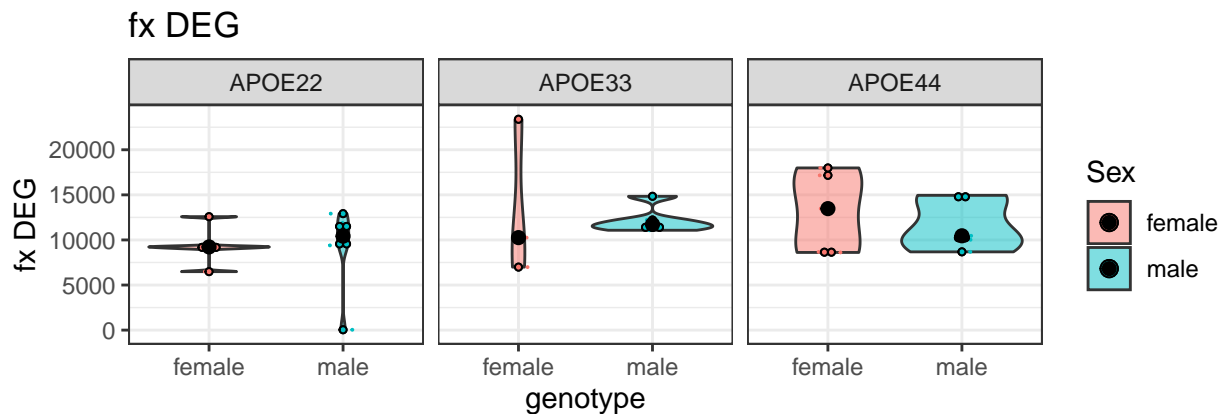 fx DEG
APOE22 APOE33 APOE44
20000
15000
10000
5000
0
fx DEG
female male female male female male
genotype
Sex
female
male